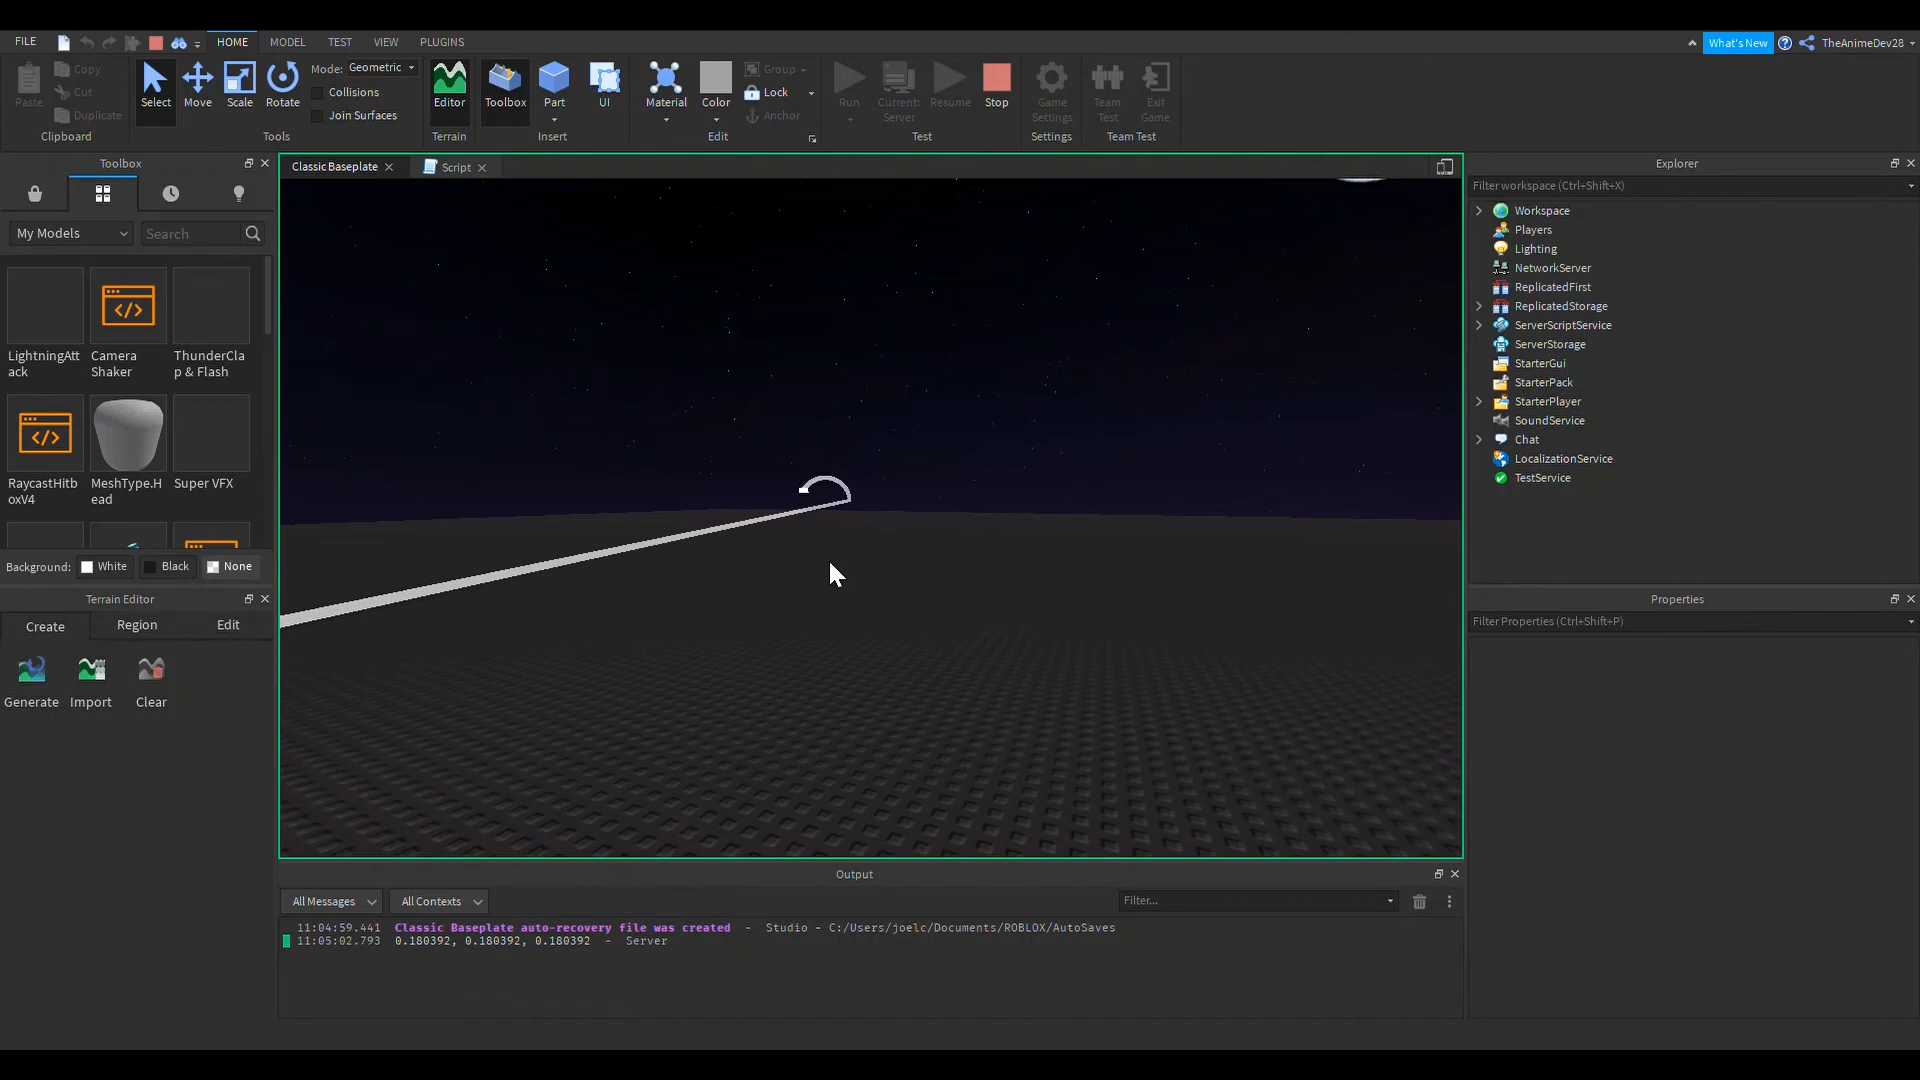 FILE
HOME
MODEL
TEST
VIEW
PLUGINS
What's New
TheAnimeDev28
Paste
Copy
Cut
Duplicate
Clipboard
Select
Move
Scale
Rotate
Mode: Geometric
Collisions
Join Surfaces
Tools
Editor
Terrain
Toolbox
Part
UI
Insert
Material
Color
Group
Lock
Anchor
Edit
Run
Current:
Server
Resume
Stop
Test
Game
Settings
Settings
Team
Test
Exit
Game
Team Test
Toolbox
My Models
Search
LightningAtt
ack
Camera
Shaker
ThunderCla
p & Flash
RaycastHitb
oxV4
MeshType.H
ead
Super VFX
Background: White Black None
Terrain Editor
Create
Region
Edit
Generate
Import
Clear
Classic Baseplate
Script
Explorer
Filter workspace (Ctrl+Shift+X)
Workspace
Players
Lighting
NetworkServer
ReplicatedFirst
ReplicatedStorage
ServerScriptService
ServerStorage
StarterGui
StarterPack
StarterPlayer
SoundService
Chat
LocalizationService
TestService
Properties
Filter Properties (Ctrl+Shift+P)
Output
All Messages
All Contexts
Filter...
11:04:59.441 Classic Baseplate auto-recovery file was created - Studio - C:/Users/joelc/Documents/ROBLOX/AutoSaves
11:05:02.793 0.180392, 0.180392, 0.180392 - Server